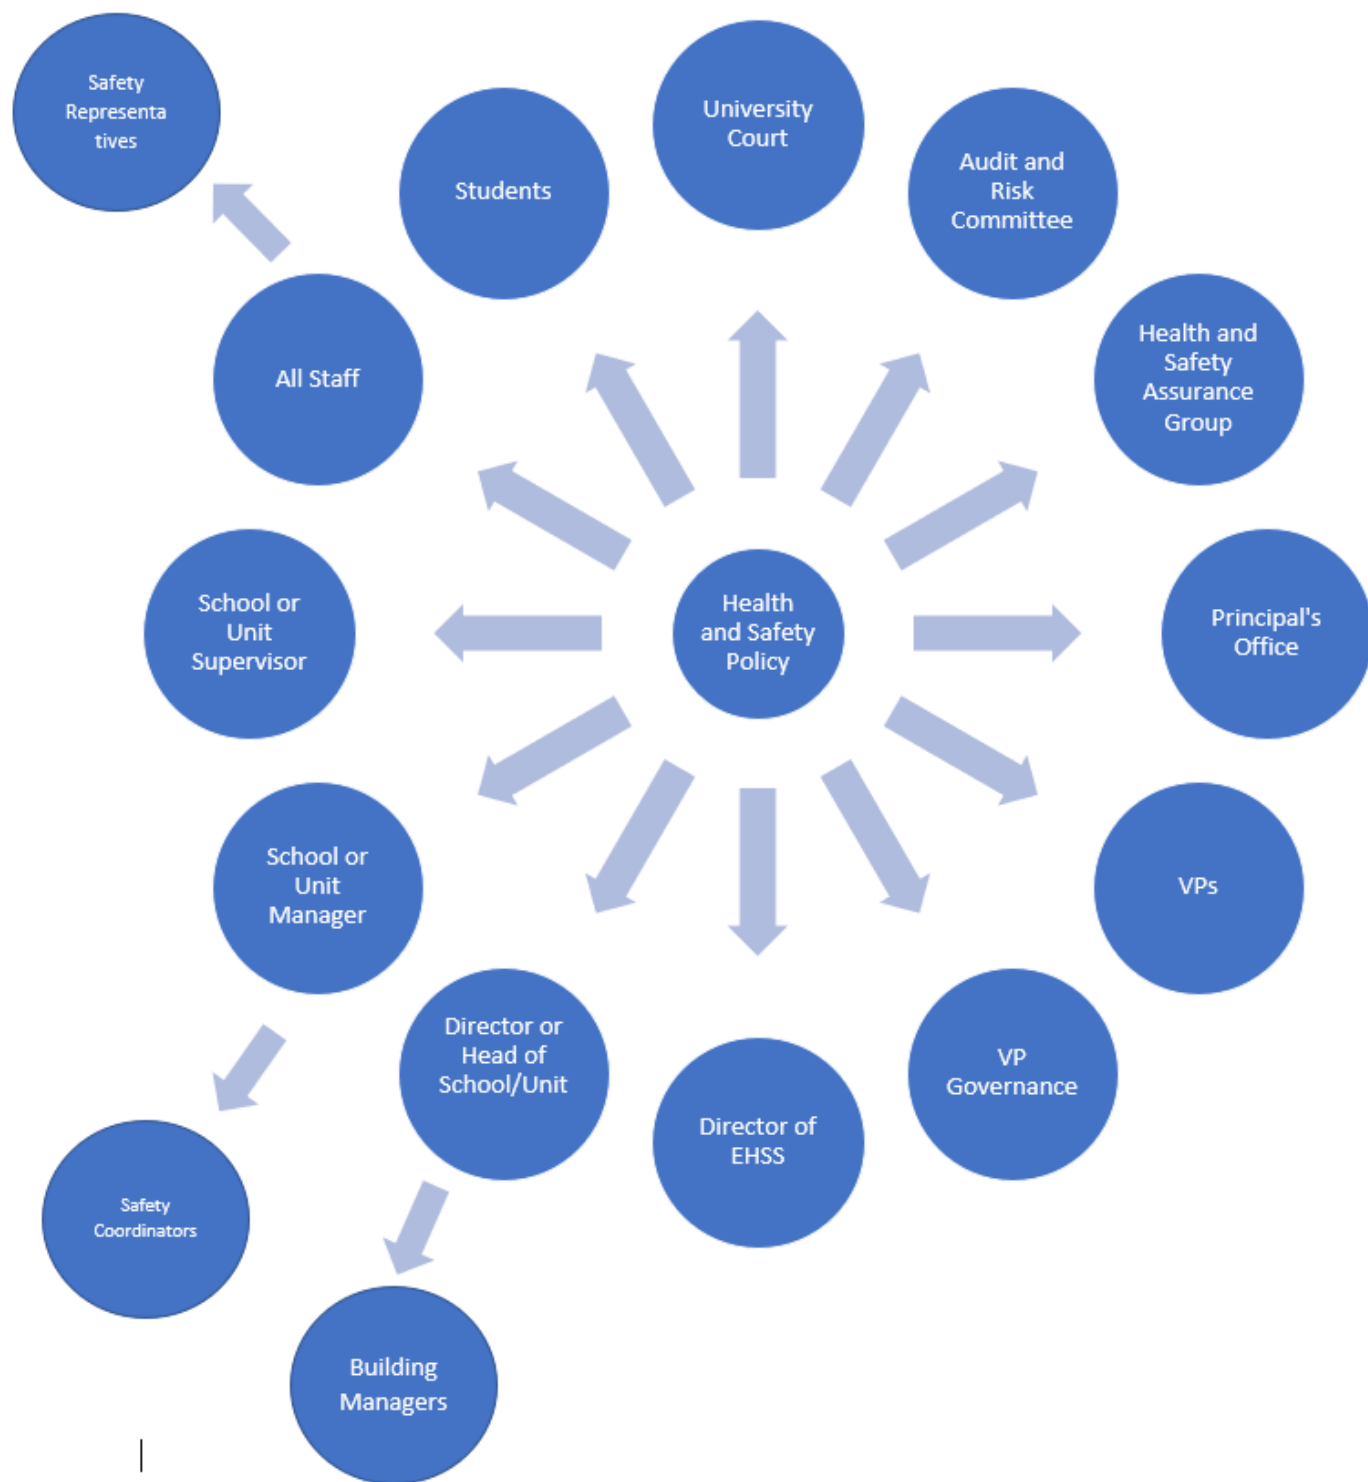 Safety
Representa
tives
Students
University
Court
Audit and
Risk
Committee
All Staff
Health and
Safety
Assurance
Group
School or
Unit
Supervisor
Health
and Safety
Policy
Principal's
Office
School or
Unit
Manager
VPs
Director or
Head of
School/Unit
VP
Governance
Director of
EHSS
Safety
Coordinators
Building
Managers